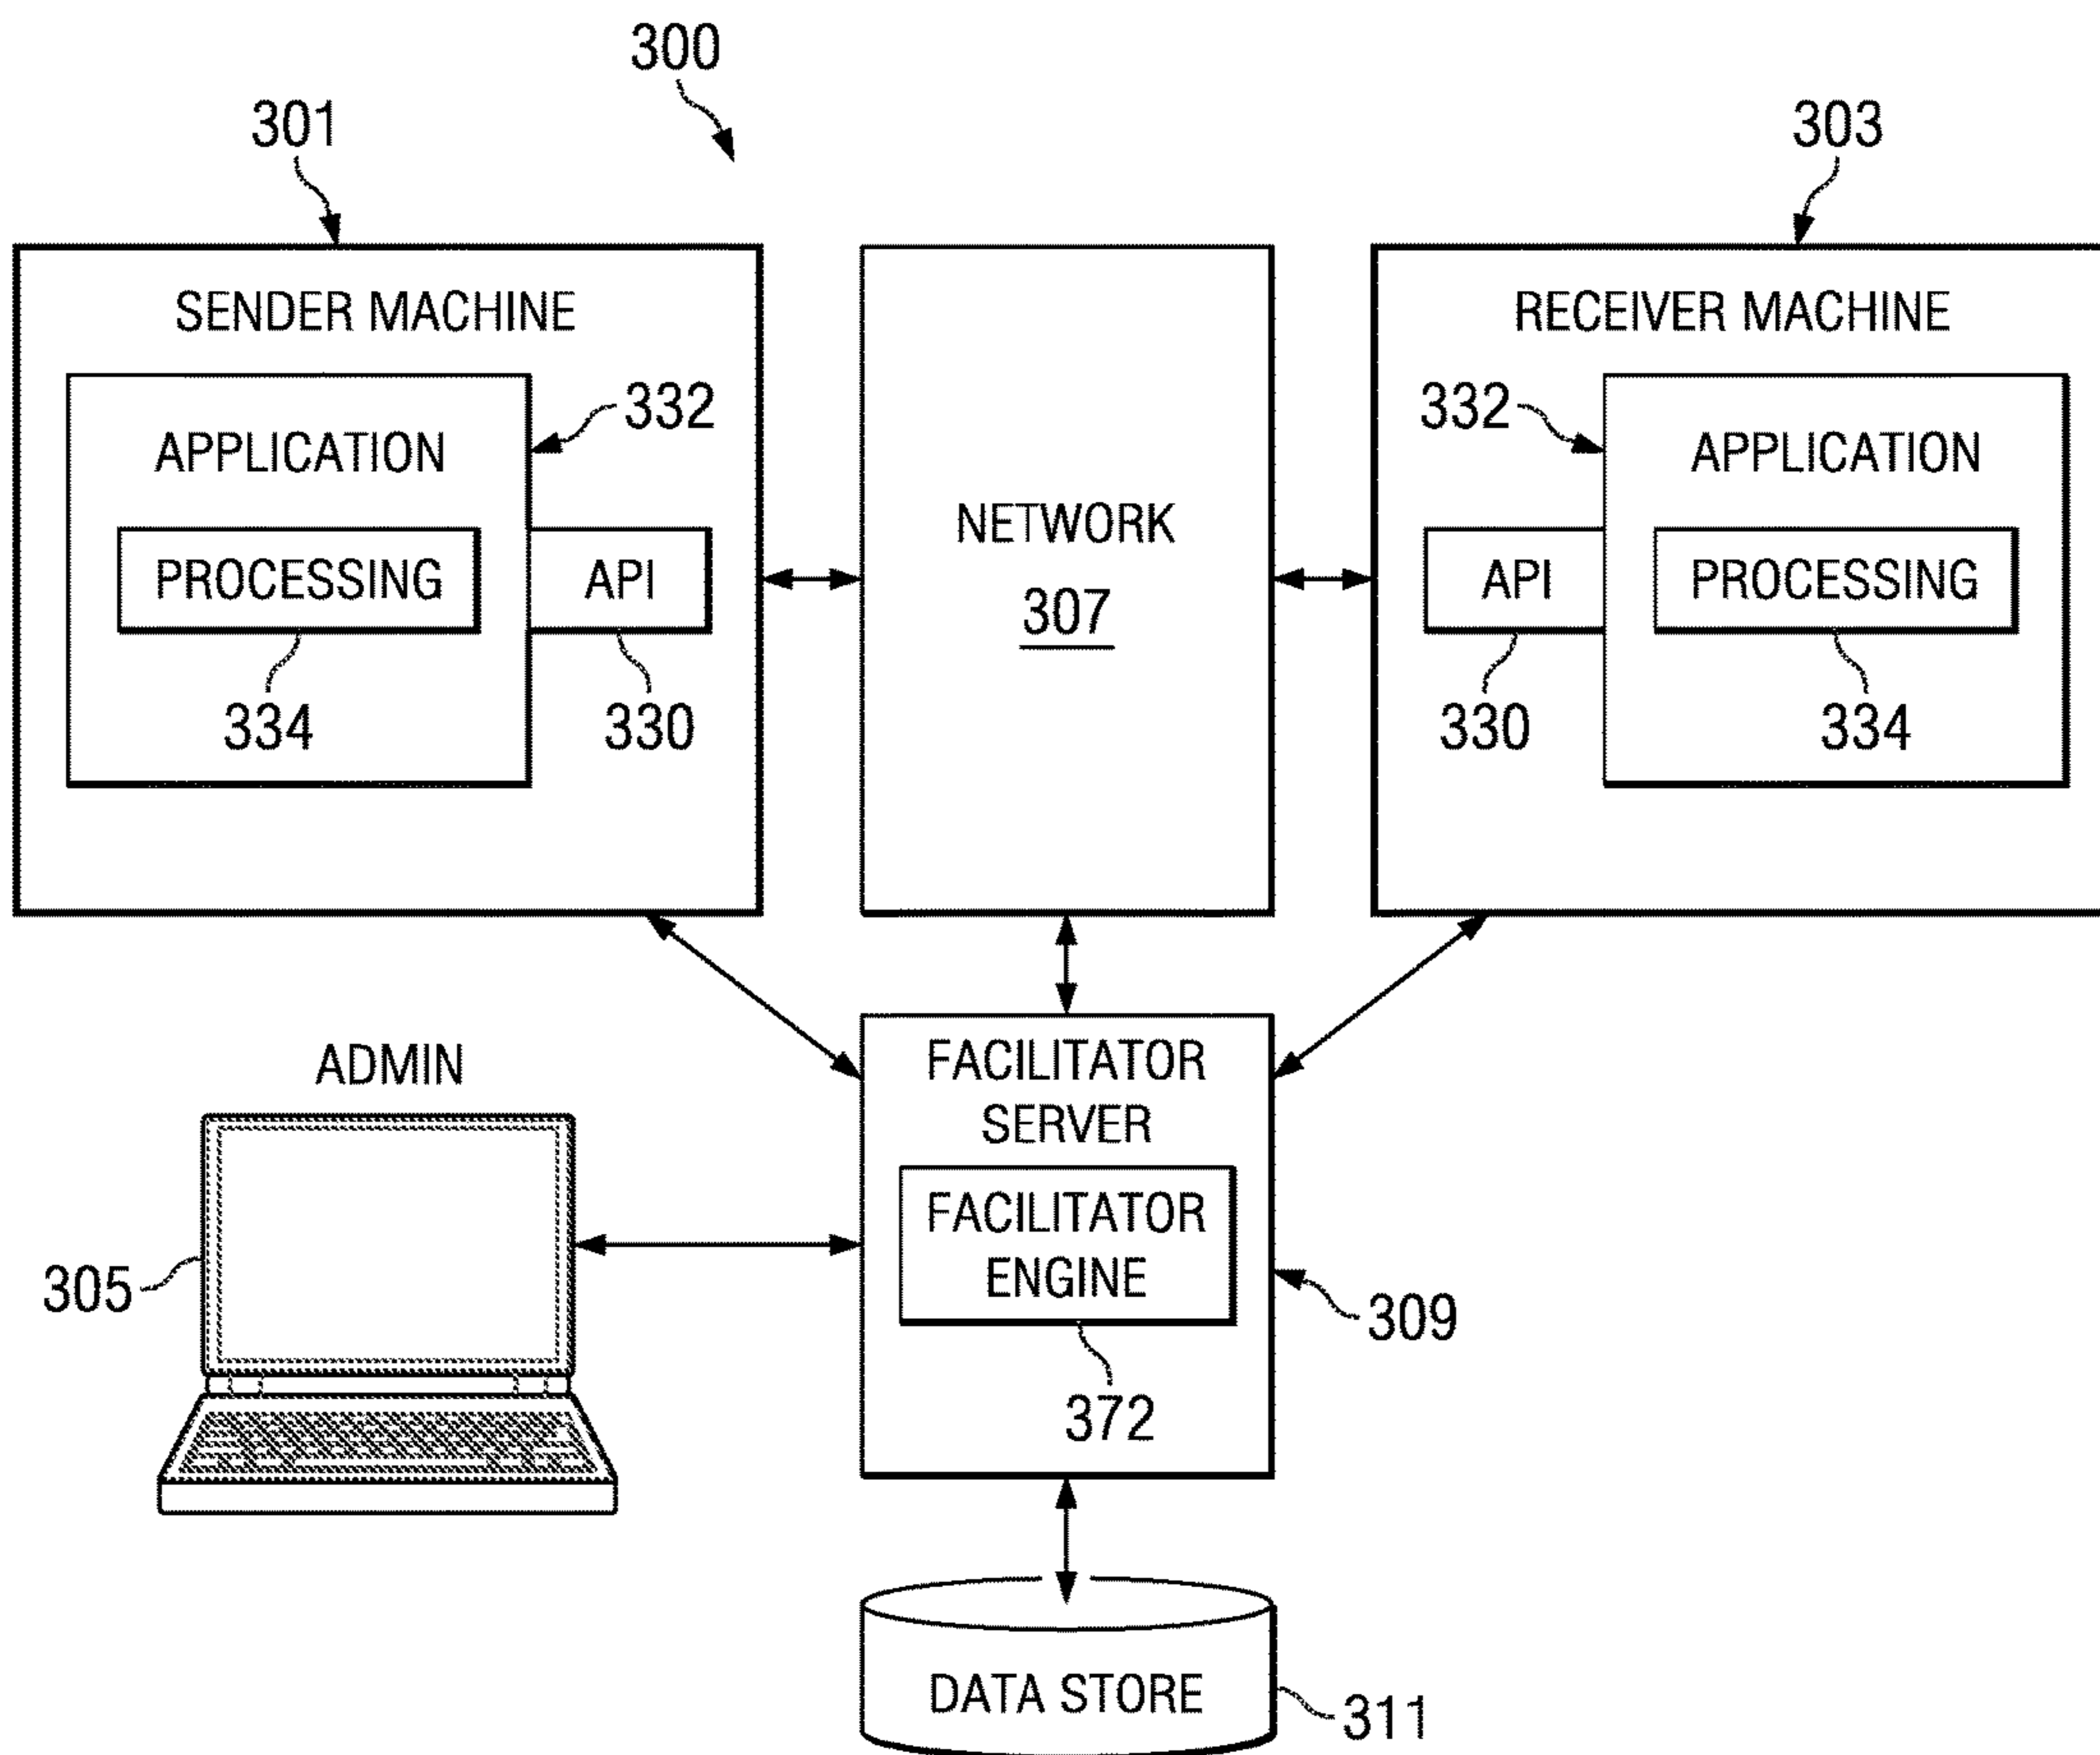 300
301
303
SENDER MACHINE
RECEIVER MACHINE
332
332
APPLICATION
APPLICATION
NETWORK
307
PROCESSING
API
API
PROCESSING
334
330
330
334
ADMIN
FACILITATOR
SERVER
FACILITATOR
ENGINE
305
309
372
DATA STORE
311